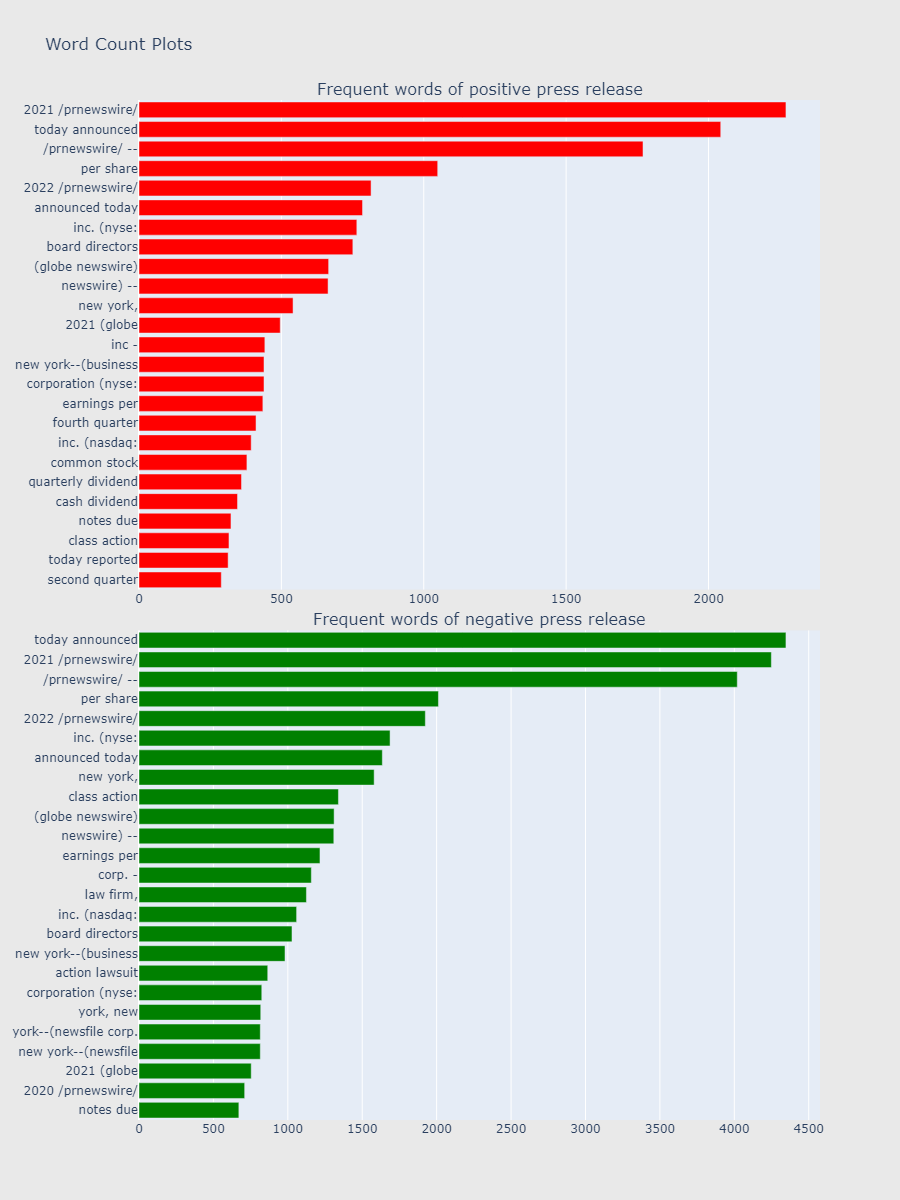 Word Count Plots
Frequent words of positive press release
2021 /prnewswire/
today announced
/prnewswire/ --
per share
2022 /prnewswire/
announced today
inc. (nyse:
board directors
(globe newswire)
newswire) --
new york,
2021 (globe
inc -
new york--(business
corporation (nyse:
earnings per
fourth quarter
inc. (nasdaq:
common stock
quarterly dividend
cash dividend
notes due
class action
today reported
second quarter
0 500 1000 1500 2000
Frequent words of negative press release
today announced
2021 /prnewswire/
/prnewswire/ --
per share
2022 /prnewswire/
inc. (nyse:
announced today
new york,
class action
(globe newswire)
newswire) --
earnings per
corp. -
law firm,
inc. (nasdaq:
board directors
new york--(business
action lawsuit
corporation (nyse:
york, new
york--(newsfile corp.
new york--(newsfile
2021 (globe
2020 /prnewswire/
notes due
0 500 1000 1500 2000 2500 3000 3500 4000 4500